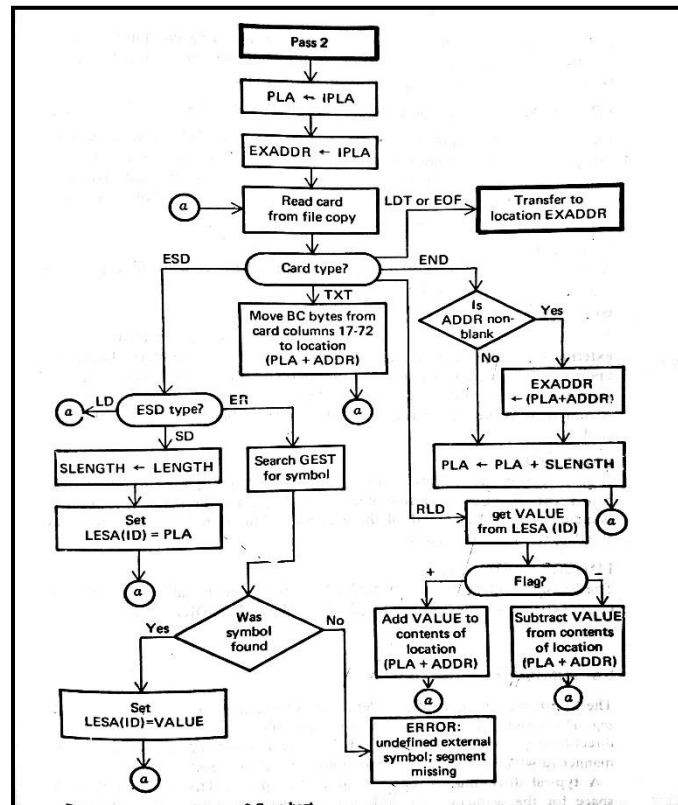 Pass 2
PLA ← IPLA
EXADDR ← IPLA
a
Read card
from file copy
LDT or EOF
Transfer to
location EXADDR
ESD
Card type?
END
TXT
Move BC bytes from
card columns 17-72
to location
(PLA + ADDR)
a
Is
ADDR non-
blank
Yes
No
EXADDR
← (PLA+ADDR)
PLA ← PLA + SLENGTH
a
LD
a
ESD type?
ER
SD
SLENGTH ← LENGTH
Set
LESA(ID) = PLA
a
Search GEST
for symbol
RLD
get VALUE
from LESA (ID)
Flag?
+
−
Add VALUE to
contents of
location
(PLA + ADDR)
a
Subtract VALUE
from contents
of location
(PLA + ADDR)
a
Was
symbol
found
Yes
No
Set
LESA(ID)=VALUE
a
ERROR:
undefined external
symbol; segment
missing